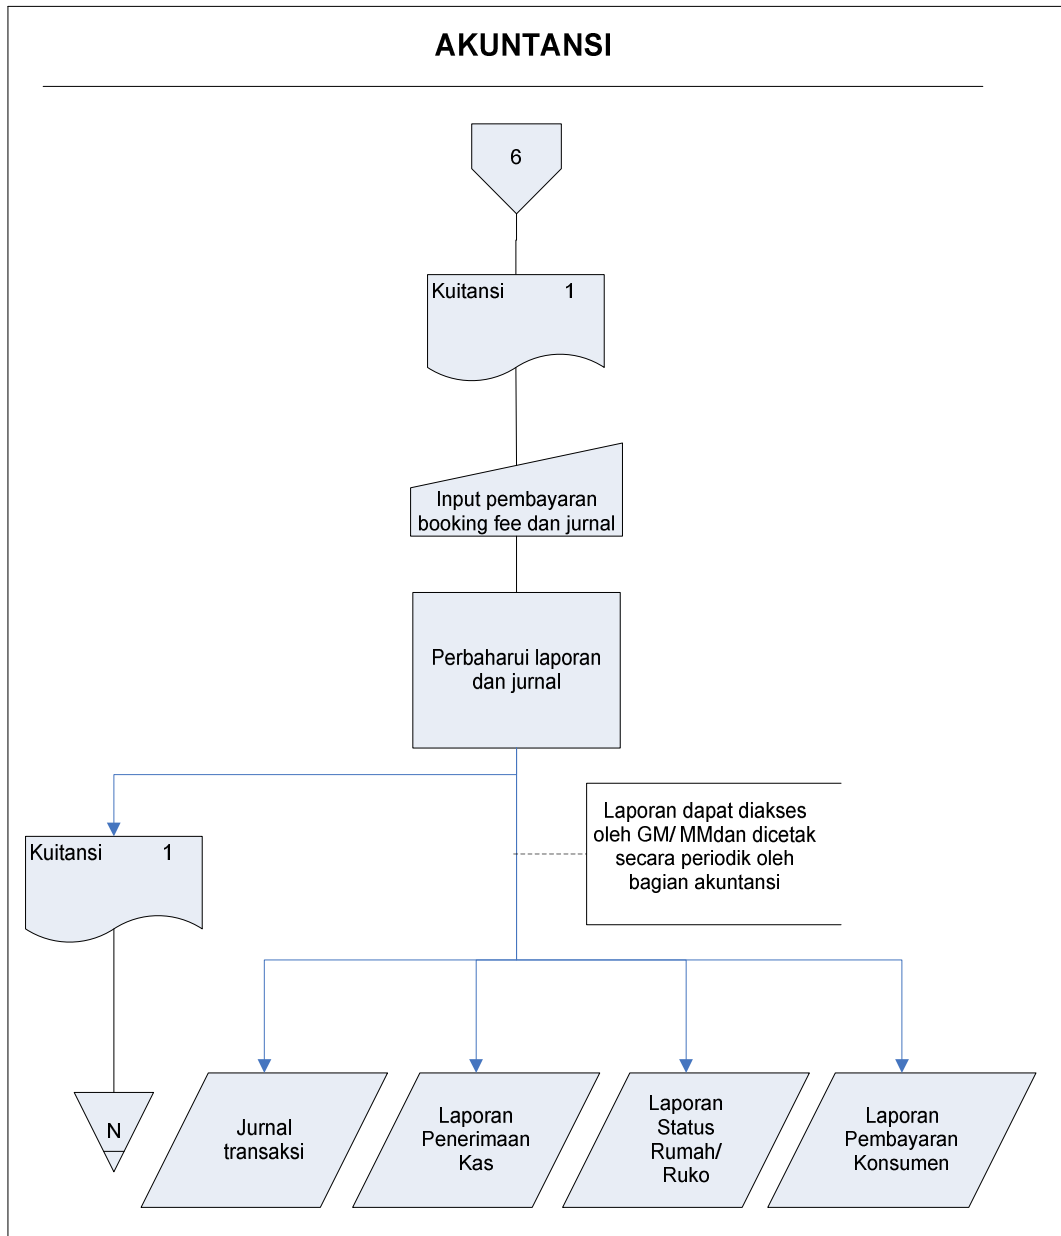 AKUNTANSI
6
Kuitansi 1
Input pembayaran
booking fee dan jurnal
Perbaharui laporan
dan jurnal
Laporan dapat diakses
oleh GM/ MMdan dicetak
secara periodik oleh
bagian akuntansi
Kuitansi 1
N
Jurnal
transaksi
Laporan
Penerimaan
Kas
Laporan
Status
Rumah/
Ruko
Laporan
Pembayaran
Konsumen